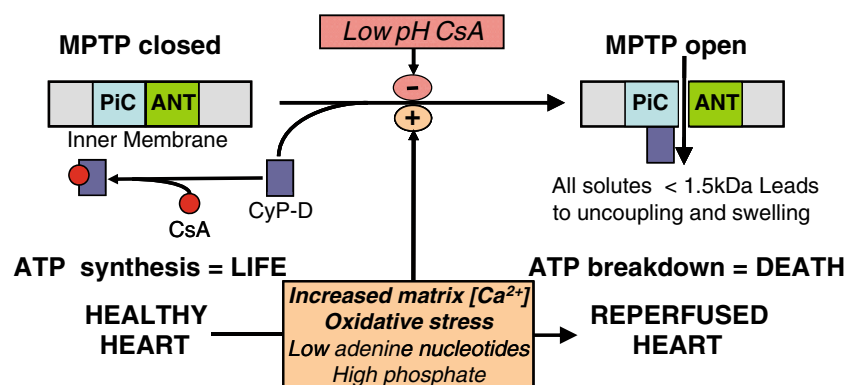 Low pH CsA
MPTP closed
MPTP open
-
+
PiC ANT
PiC ANT
Inner Membrane
CyP-D
CsA
All solutes < 1.5kDa Leads
to uncoupling and swelling
ATP synthesis = LIFE
ATP breakdown = DEATH
HEALTHY
HEART
Increased matrix [Ca²⁺]
Oxidative stress
Low adenine nucleotides
High phosphate
REPERFUSED
HEART